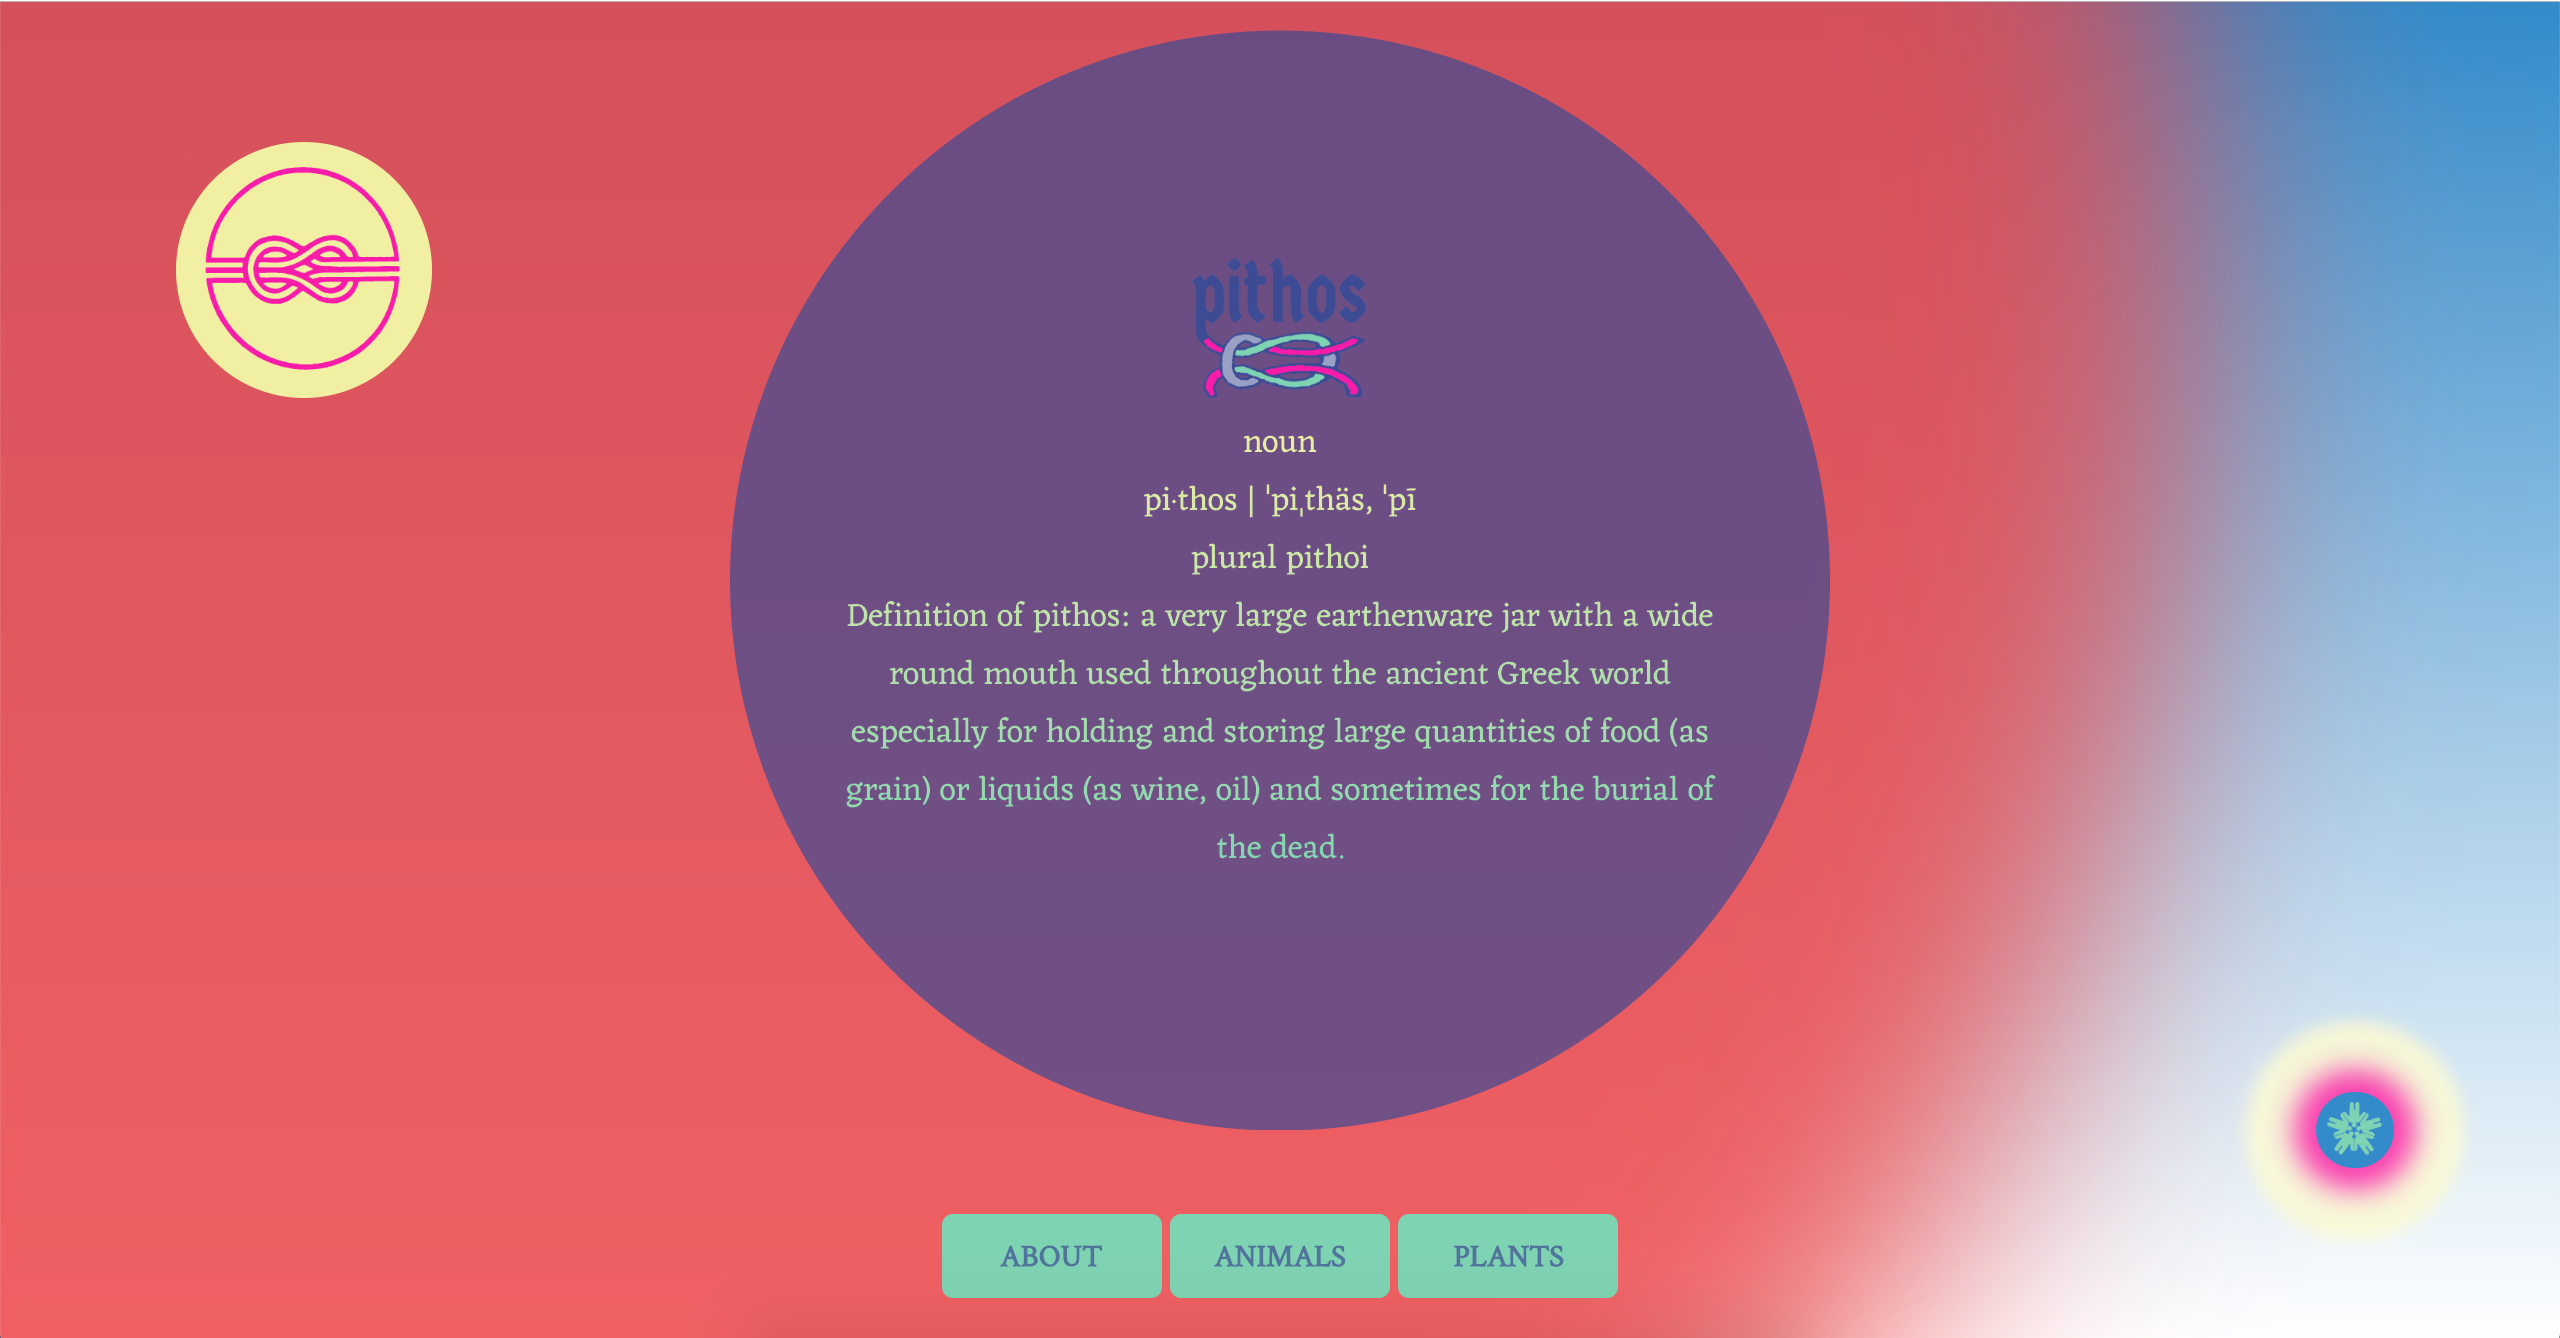 pithos
noun
pi·thos | ˈpiˌthäs, ˈpī
plural pithoi
Definition of pithos: a very large earthenware jar with a wide
round mouth used throughout the ancient Greek world
especially for holding and storing large quantities of food (as
grain) or liquids (as wine, oil) and sometimes for the burial of
the dead.
ABOUT
ANIMALS
PLANTS